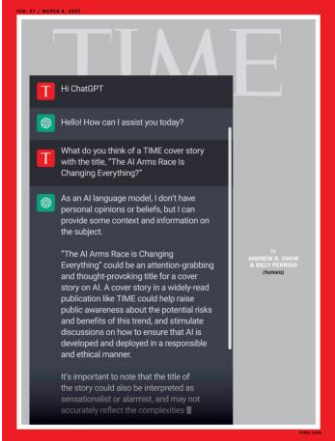 FEB. 27 / MARCH 6, 2023
TIME
T Hi ChatGPT
Hello! How can I assist you today?
T What do you think of a TIME cover story
with the title, "The AI Arms Race Is
Changing Everything?"
As an AI language model, I don't have
personal opinions or beliefs, but I can
provide some context and information on
the subject.
"The AI Arms Race is Changing
Everything" could be an attention-grabbing
and thought-provoking title for a cover
story on AI. A cover story in a widely-read
publication like TIME could help raise
public awareness about the potential risks
and benefits of this trend, and stimulate
discussions on how to ensure that AI is
developed and deployed in a responsible
and ethical manner.
It's important to note that the title of
the story could also be interpreted as
sensationalist or alarmist, and may not
accurately reflect the complexities
by
ANDREW R. CHOW
& BILLY PERRIGO
(humans)
TIME.COM